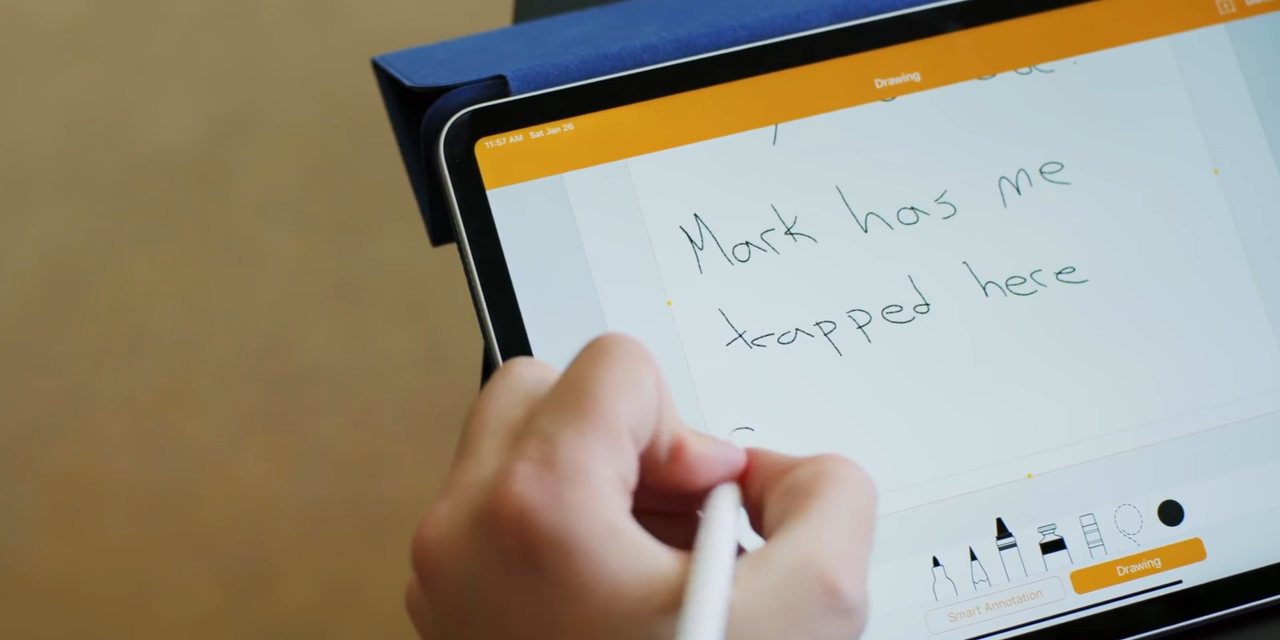 Drawing
11:57 AM Sat Jan 26
Mark has me
trapped here
Drawing
Smart Annotation